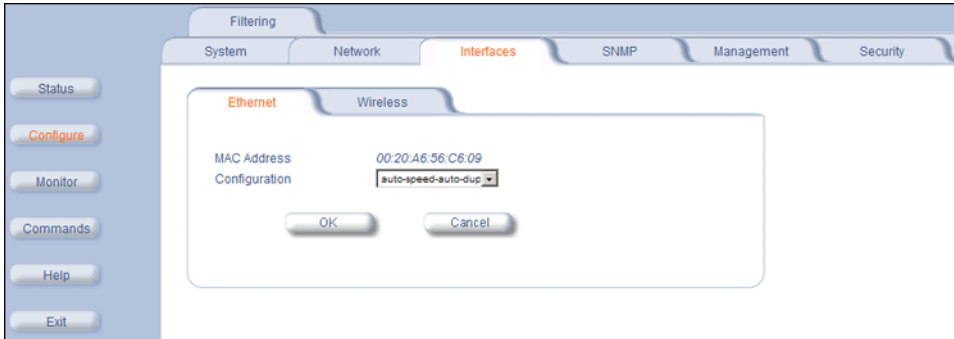 Filtering
System Network Interfaces SNMP Management Security
Status
Ethernet Wireless
Configure
MAC Address 00:20:A6:56:C6:09
Configuration auto-speed-auto-dup
Monitor
OK Cancel
Commands
Help
Exit